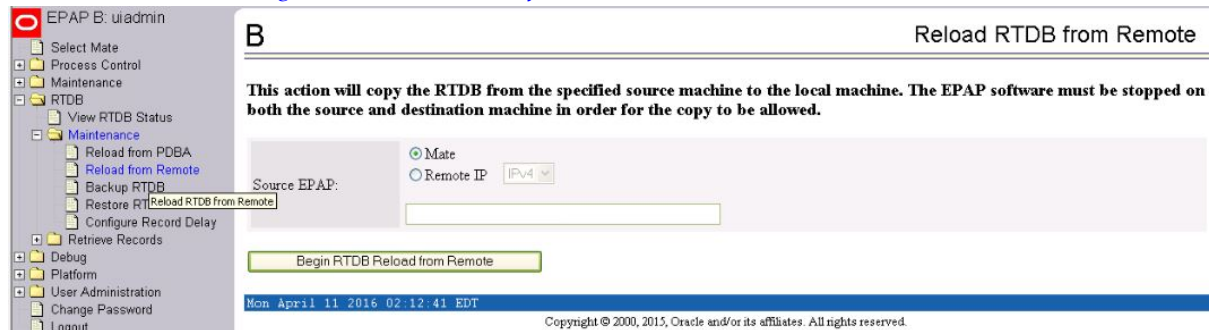 EPAP B: uiadmin
Select Mate
Process Control
Maintenance
RTDB
View RTDB Status
Maintenance
Reload from PDBA
Reload from Remote
Backup RTDB
Restore RT
Reload RTDB from Remote
Configure Record Delay
Retrieve Records
Debug
Platform
User Administration
Change Password
Logout
B
Reload RTDB from Remote
This action will copy the RTDB from the specified source machine to the local machine. The EPAP software must be stopped on
both the source and destination machine in order for the copy to be allowed.
Source EPAP:
Mate
Remote IP IPv4
Begin RTDB Reload from Remote
Mon April 11 2016 02:12:41 EDT
Copyright © 2000, 2015, Oracle and/or its affiliates. All rights reserved.